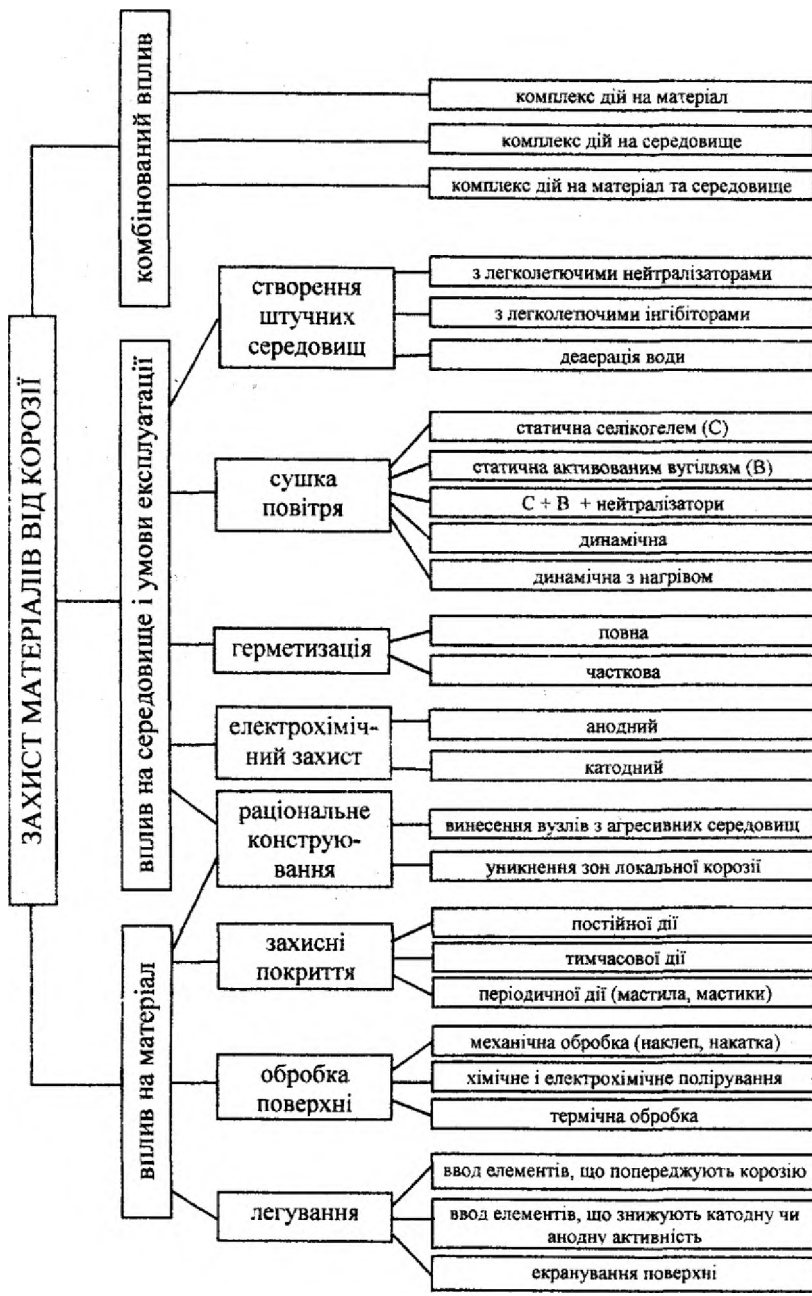 ЗАХИСТ МАТЕРІАЛІВ ВІД КОРОЗІЇ
комбінований вплив
комплекс дій на матеріал
комплекс дій на середовище
комплекс дій на матеріал та середовище
вплив на середовище і умови експлуатації
створення
штучних
середовищ
з легколетючими нейтралізаторами
з легколетючими інгібіторами
деаерація води
сушка
повітря
статична селікогелем (С)
статична активованим вугіллям (В)
С + В + нейтралізатори
динамічна
динамічна з нагрівом
герметизація
повна
часткова
електрохіміч-
ний захист
анодний
катодний
раціональне
конструю-
вання
винесення вузлів з агресивних середовищ
уникнення зон локальної корозії
вплив на матеріал
захисні
покриття
постійної дії
тимчасової дії
періодичної дії (мастила, мастики)
обробка
поверхні
механічна обробка (наклеп, накатка)
хімічне і електрохімічне полірування
термічна обробка
легування
ввод елементів, що попереджують корозію
ввод елементів, що знижують катодну чи
анодну активність
екранування поверхні